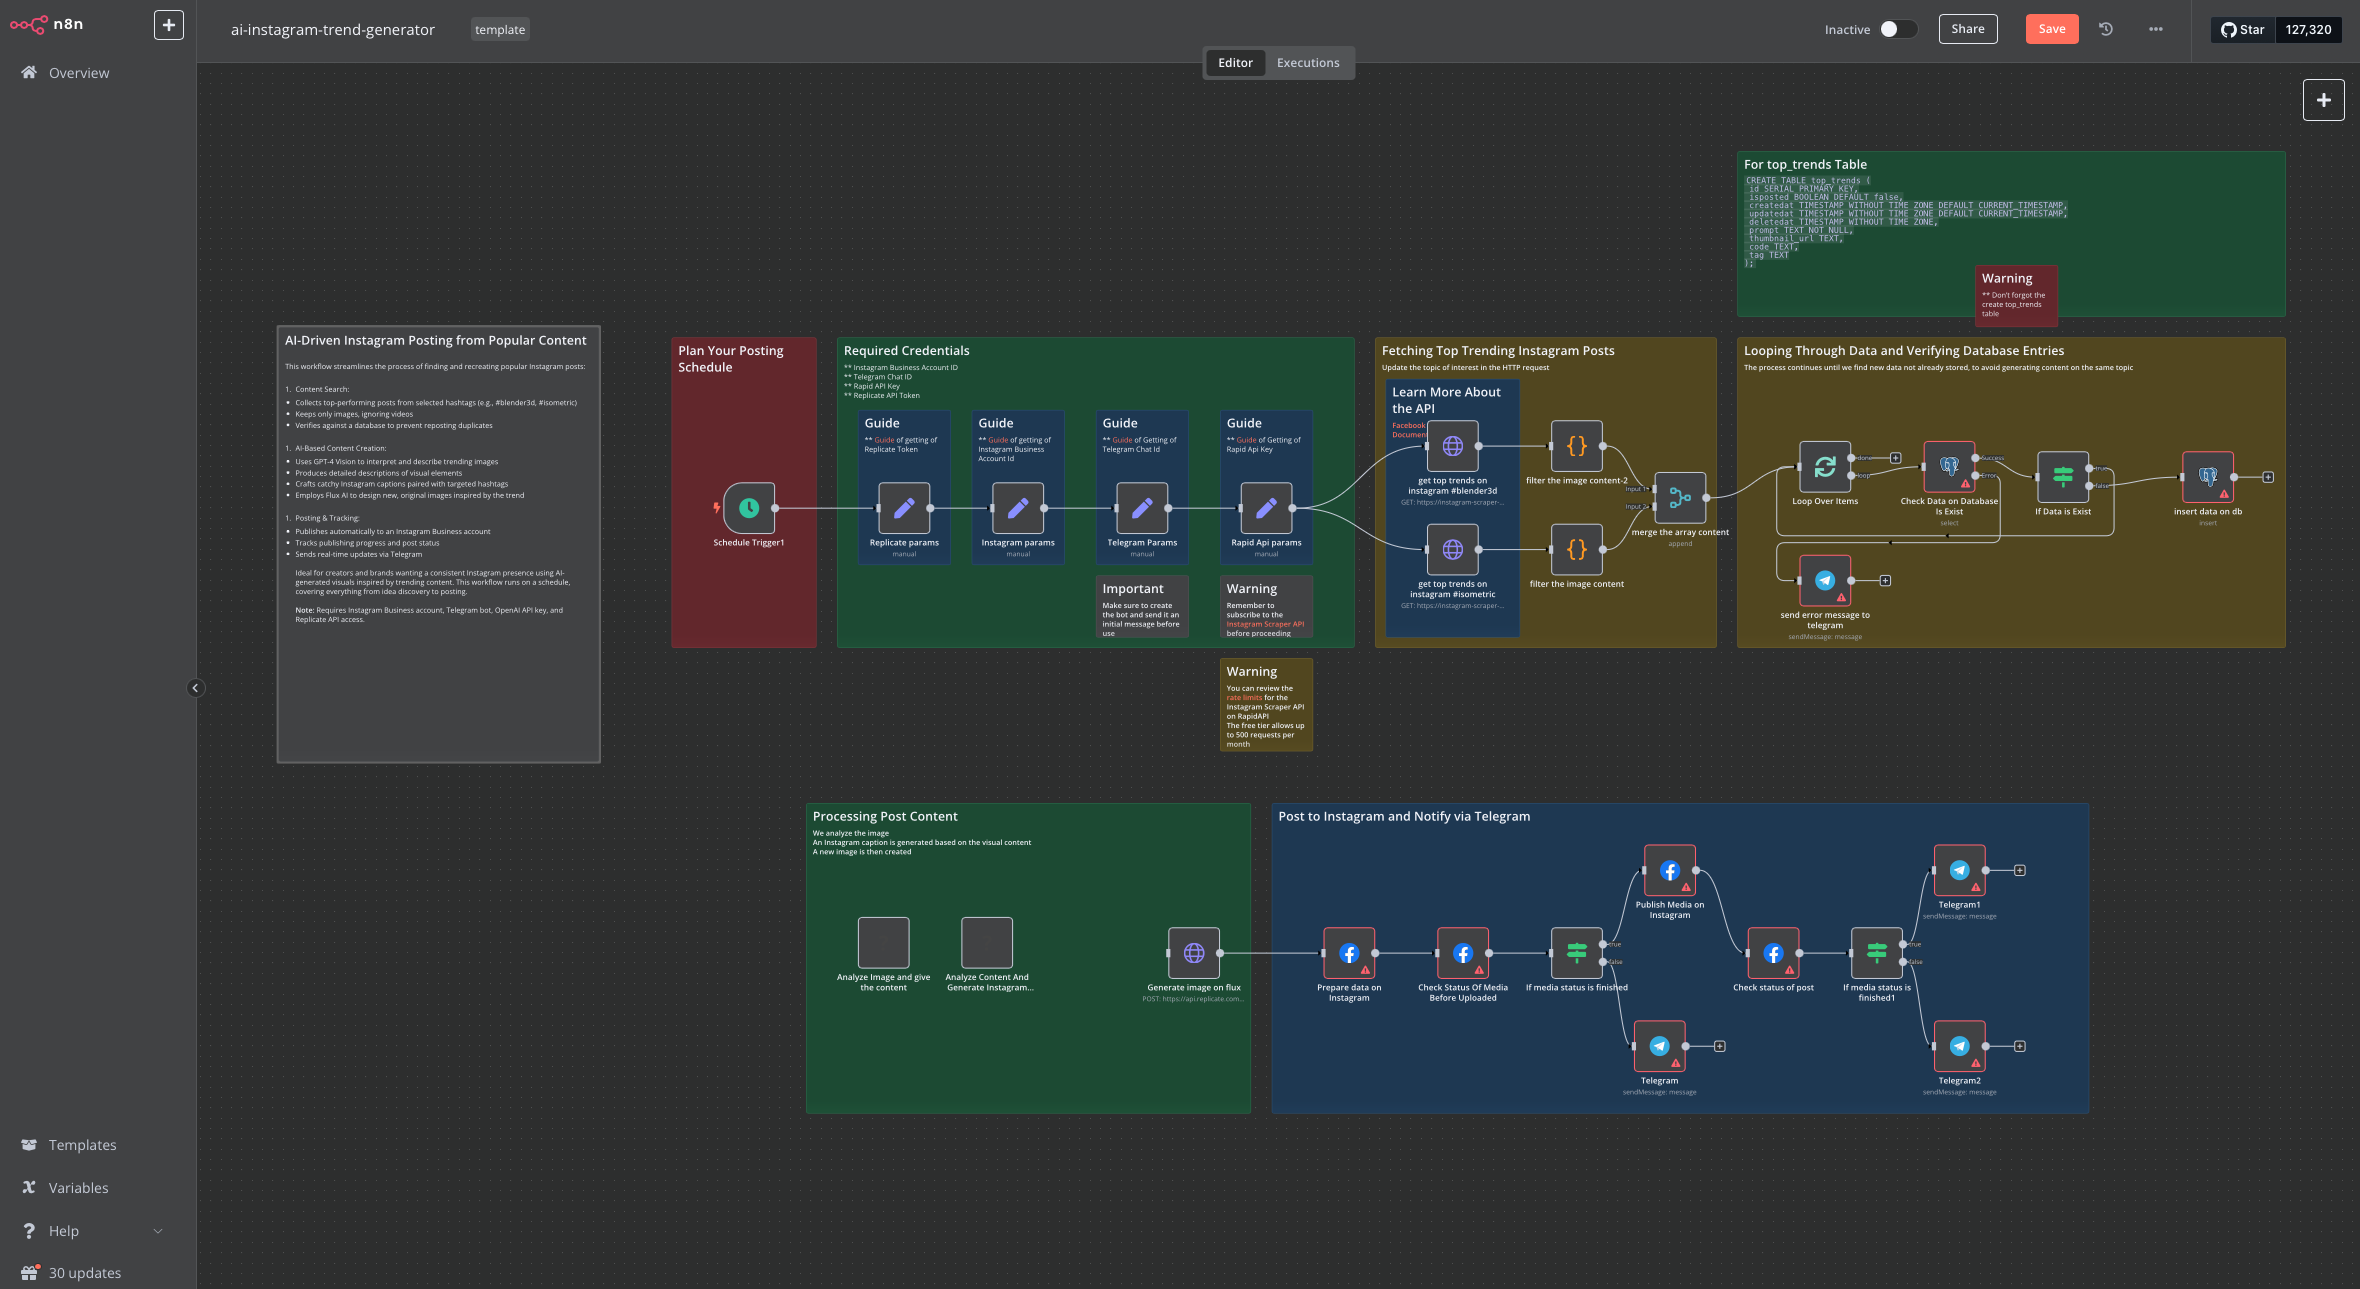 n8n
Overview
ai-instagram-trend-generator
template
Inactive
Share
Save
Star
127,320
Editor
Executions
For top_trends Table
CREATE TABLE top_trends (
id SERIAL PRIMARY KEY,
isposted BOOLEAN DEFAULT false,
createdat TIMESTAMP WITHOUT TIME ZONE DEFAULT CURRENT_TIMESTAMP,
updatedat TIMESTAMP WITHOUT TIME ZONE DEFAULT CURRENT_TIMESTAMP,
deletedat TIMESTAMP WITHOUT TIME ZONE,
prompt TEXT NOT NULL,
thumbnail_url TEXT,
code TEXT,
tag TEXT
);
Warning
** Don't forgot the
create top_trends
table
AI-Driven Instagram Posting from Popular Content
This workflow streamlines the process of finding and recreating popular Instagram posts:
1. Content Search:
• Collects top-performing posts from selected hashtags (e.g., #blender3d, #isometric)
• Keeps only images, ignoring videos
• Verifies against a database to prevent reposting duplicates
1. AI-Based Content Creation:
• Uses GPT-4 Vision to interpret and describe trending images
• Produces detailed descriptions of visual elements
• Crafts catchy Instagram captions paired with targeted hashtags
• Employs Flux AI to design new, original images inspired by the trend
1. Posting & Tracking:
• Publishes automatically to an Instagram Business account
• Tracks publishing progress and post status
• Sends real-time updates via Telegram
Ideal for creators and brands wanting a consistent Instagram presence using AI-
generated visuals inspired by trending content. This workflow runs on a schedule,
covering everything from idea discovery to posting.
Note: Requires Instagram Business account, Telegram bot, OpenAI API key, and
Replicate API access.
Plan Your Posting
Schedule
Schedule Trigger1
Required Credentials
** Instagram Business Account ID
** Telegram Chat ID
** Rapid API Key
** Replicate API Token
Guide
** Guide of getting of
Replicate Token
Replicate params
manual
Guide
** Guide of getting of
Instagram Business
Account Id
Instagram params
manual
Guide
** Guide of Getting of
Telegram Chat Id
Telegram Params
manual
Guide
** Guide of Getting of
Rapid Api Key
Rapid Api params
manual
Important
Make sure to create
the bot and send it an
initial message before
use
Warning
Remember to
subscribe to the
Instagram Scraper API
before proceeding
Warning
You can review the
rate limits for the
Instagram Scraper API
on RapidAPI
The free tier allows up
to 500 requests per
month
Fetching Top Trending Instagram Posts
Update the topic of interest in the HTTP request
Learn More About
the API
Facebook
Documen
get top trends on
instagram #blender3d
GET: https://instagram-scraper-...
filter the image content-2
get top trends on
instagram #isometric
GET: https://instagram-scraper-...
filter the image content
Input 1
Input 2
merge the array content
append
Looping Through Data and Verifying Database Entries
The process continues until we find new data not already stored, to avoid generating content on the same topic
done
loop
Loop Over Items
Success
Error
Check Data on Database
Is Exist
select
true
false
If Data is Exist
insert data on db
insert
send error message to
telegram
sendMessage: message
Processing Post Content
We analyze the image
An Instagram caption is generated based on the visual content
A new image is then created
Analyze Image and give
the content
Analyze Content And
Generate Instagram...
Generate image on flux
POST: https://api.replicate.com...
Post to Instagram and Notify via Telegram
Prepare data on
Instagram
Check Status Of Media
Before Uploaded
true
false
If media status is finished
Publish Media on
Instagram
Telegram
sendMessage: message
Check status of post
true
false
If media status is
finished1
Telegram1
sendMessage: message
Telegram2
sendMessage: message
Templates
Variables
Help
30 updates